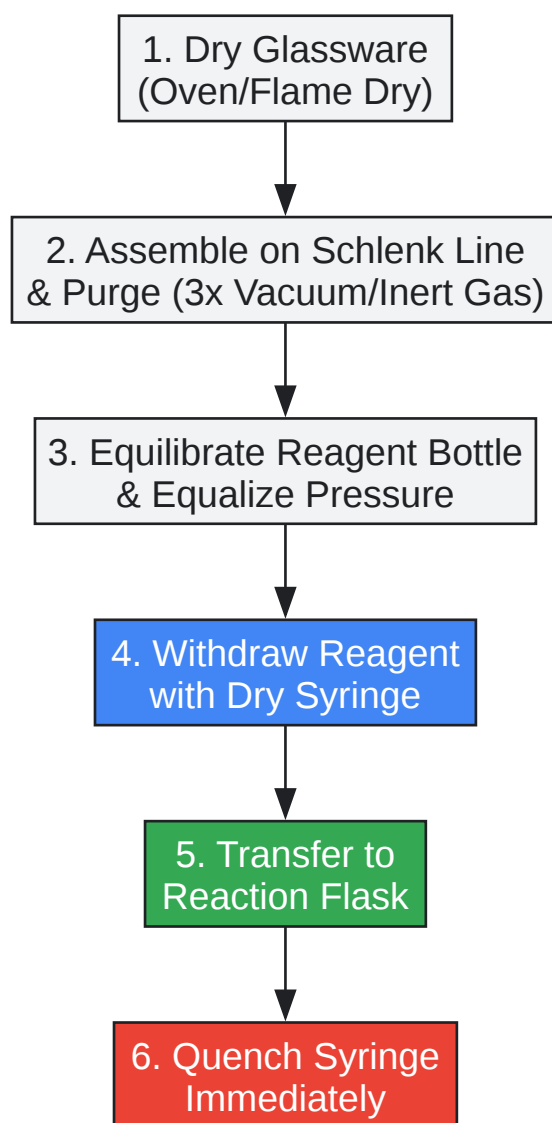 1. Dry Glassware
(Oven/Flame Dry)
2. Assemble on Schlenk Line
& Purge (3x Vacuum/Inert Gas)
3. Equilibrate Reagent Bottle
& Equalize Pressure
4. Withdraw Reagent
with Dry Syringe
5. Transfer to
Reaction Flask
6. Quench Syringe
Immediately